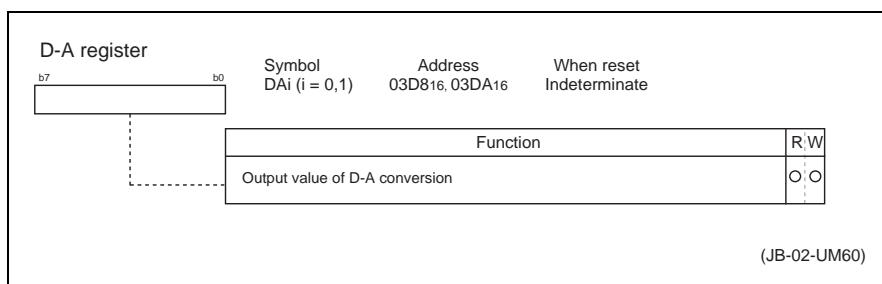 D-A register
b7 b0
Symbol Address When reset
DAi (i = 0,1) 03D816, 03DA16 Indeterminate
Function R W
Output value of D-A conversion O O
(JB-02-UM60)